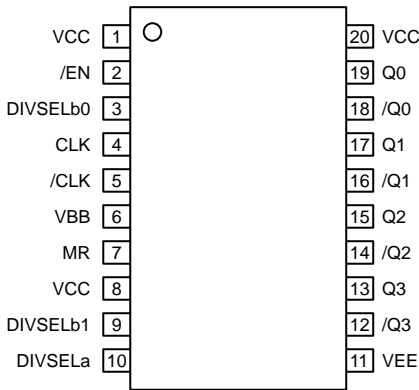 VCC 1 20 VCC
/EN 2 19 Q0
DIVSELb0 3 18 /Q0
CLK 4 17 Q1
/CLK 5 16 /Q1
VBB 6 15 Q2
MR 7 14 /Q2
VCC 8 13 Q3
DIVSELb1 9 12 /Q3
DIVSELa 10 11 VEE